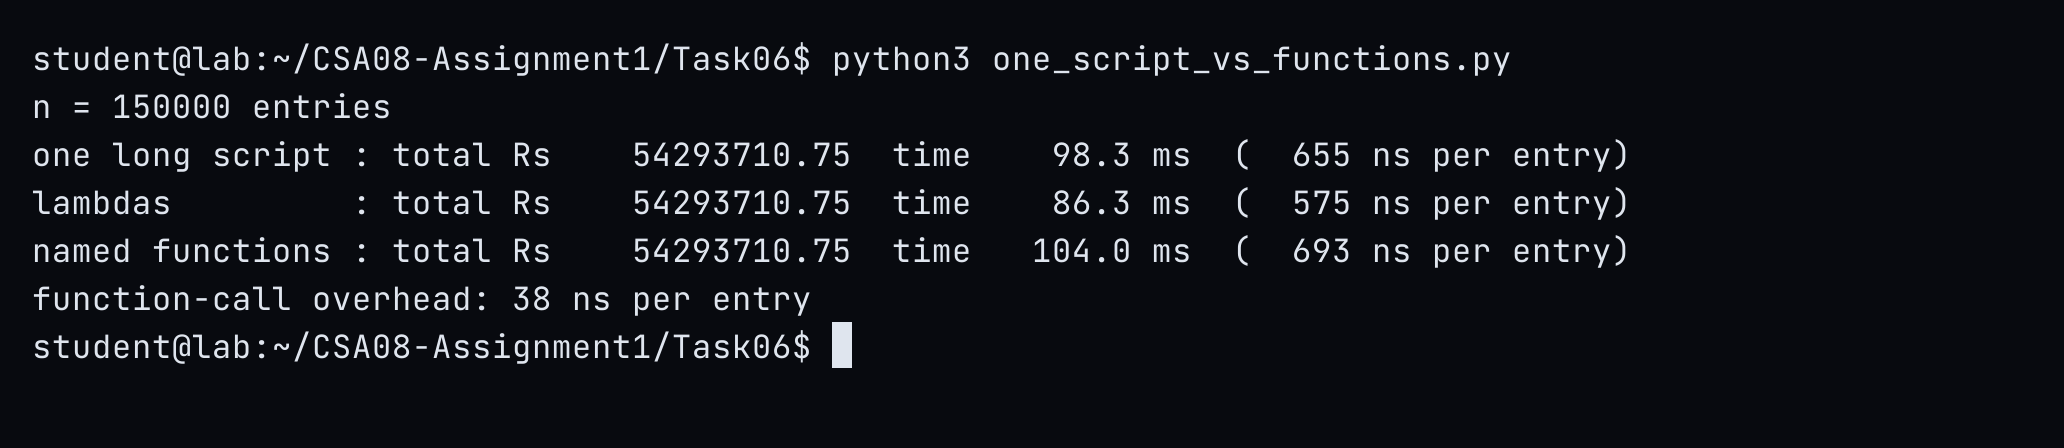 student@lab:~/CSA08-Assignment1/Task06$ python3 one_script_vs_functions.py
n = 150000 entries
one long script : total Rs    54293710.75  time    98.3 ms  (  655 ns per entry)
lambdas         : total Rs    54293710.75  time    86.3 ms  (  575 ns per entry)
named functions : total Rs    54293710.75  time   104.0 ms  (  693 ns per entry)
function-call overhead: 38 ns per entry
student@lab:~/CSA08-Assignment1/Task06$